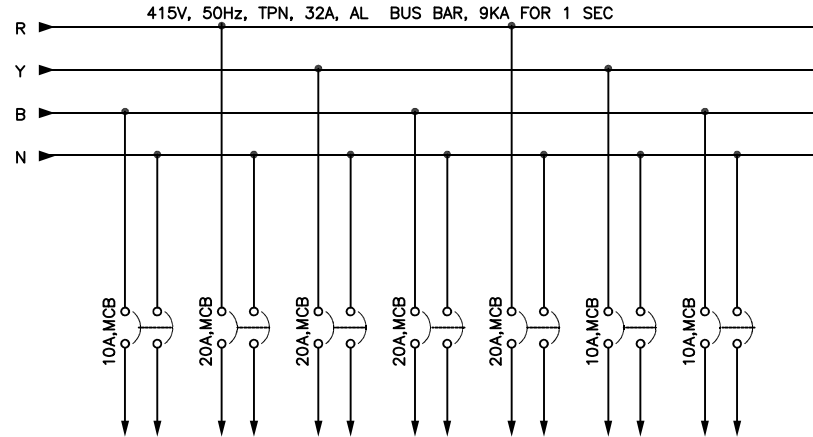 415V, 50Hz, TPN, 32A, AL BUS BAR, 9KA FOR 1 SEC
R
Y
B
N
10A,MCB
20A,MCB
20A,MCB
20A,MCB
20A,MCB
10A,MCB
10A,MCB